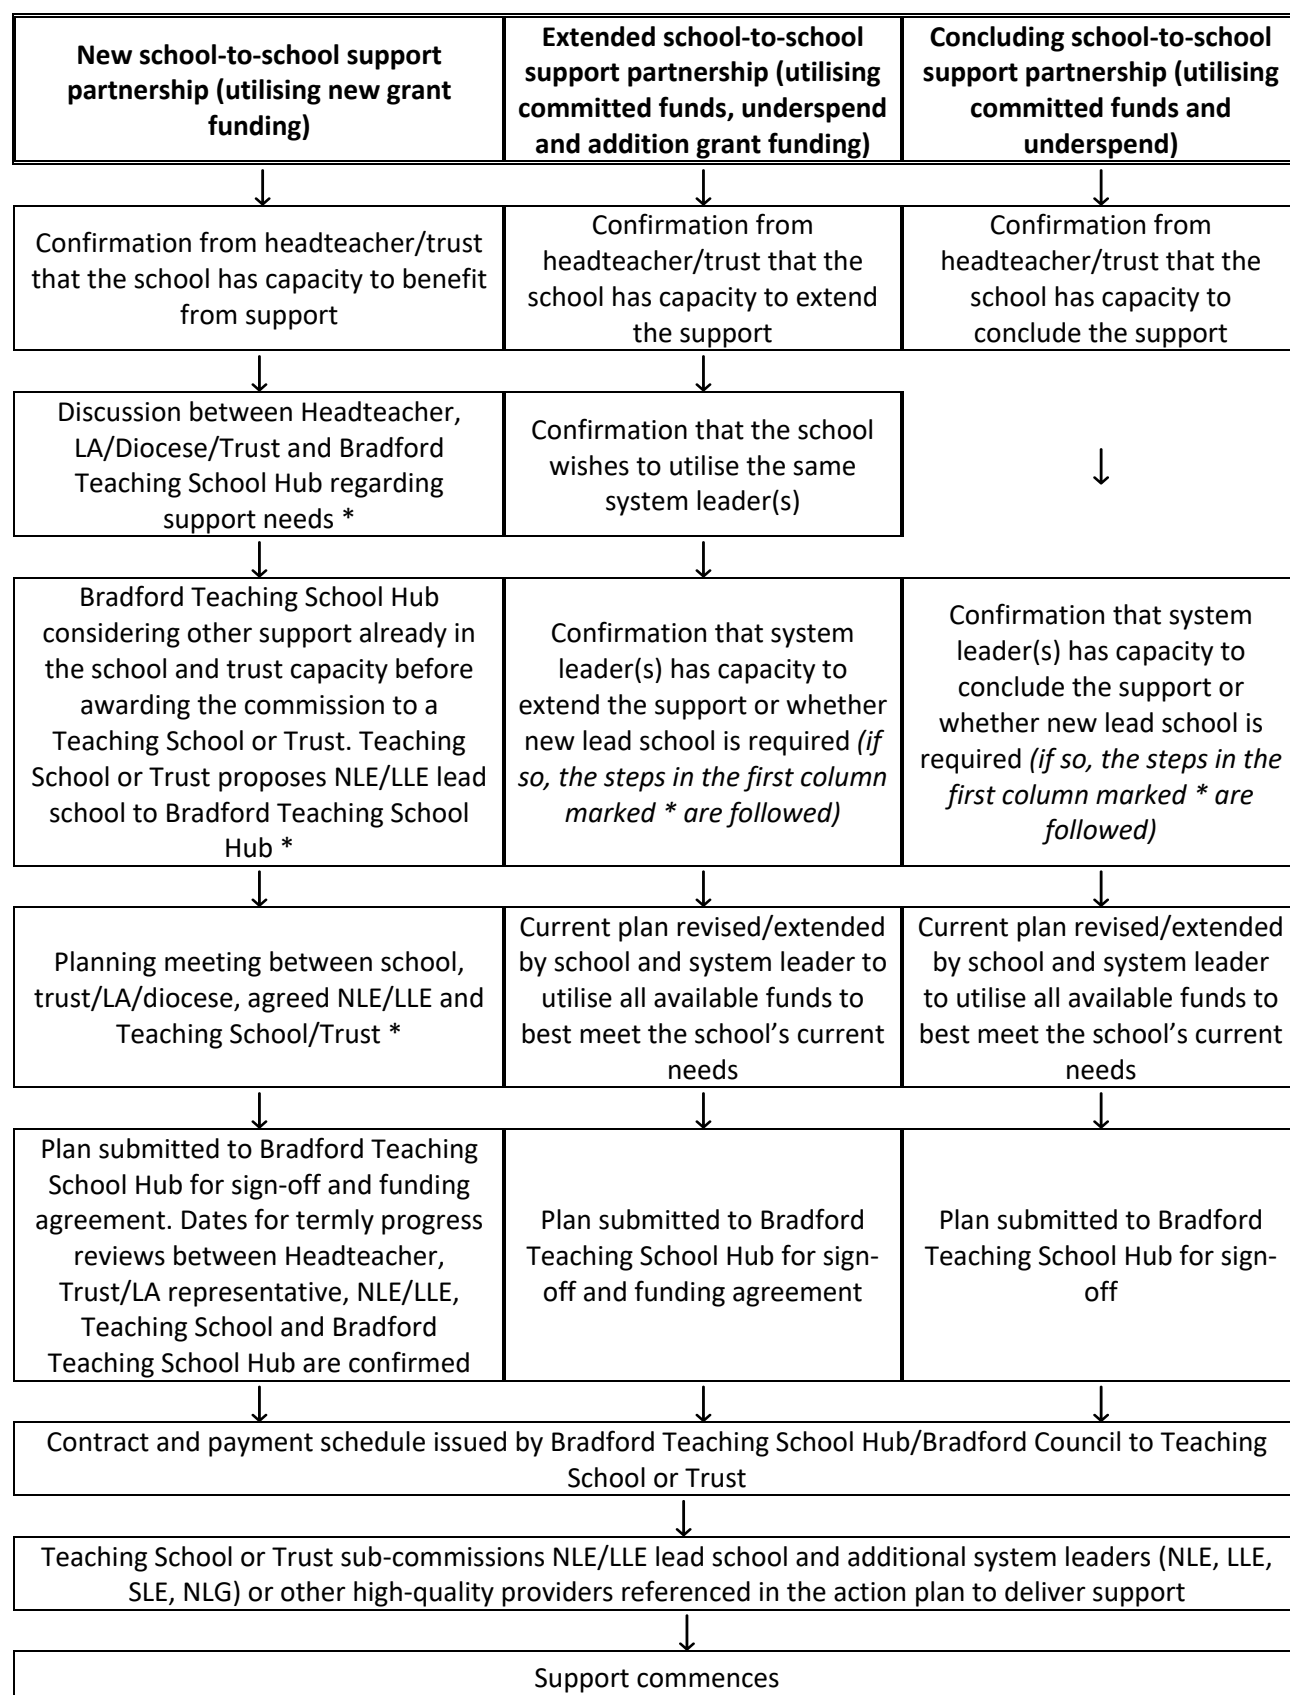 New school-to-school support
partnership (utilising new grant
funding)
Extended school-to-school
support partnership (utilising
committed funds, underspend
and addition grant funding)
Concluding school-to-school
support partnership (utilising
committed funds and
underspend)
Confirmation from headteacher/trust
that the school has capacity to benefit
from support
Confirmation from
headteacher/trust that the
school has capacity to extend
the support
Confirmation from
headteacher/trust that the
school has capacity to
conclude the support
Discussion between Headteacher,
LA/Diocese/Trust and Bradford
Teaching School Hub regarding
support needs *
Confirmation that the school
wishes to utilise the same
system leader(s)
Bradford Teaching School Hub
considering other support already in
the school and trust capacity before
awarding the commission to a
Teaching School or Trust. Teaching
School or Trust proposes NLE/LLE lead
school to Bradford Teaching School
Hub *
Confirmation that system
leader(s) has capacity to
extend the support or whether
new lead school is required (if
so, the steps in the first column
marked * are followed)
Confirmation that system
leader(s) has capacity to
conclude the support or
whether new lead school is
required (if so, the steps in the
first column marked * are
followed)
Planning meeting between school,
trust/LA/diocese, agreed NLE/LLE and
Teaching School/Trust *
Current plan revised/extended
by school and system leader to
utilise all available funds to
best meet the school’s current
needs
Current plan revised/extended
by school and system leader
to utilise all available funds to
best meet the school’s current
needs
Plan submitted to Bradford Teaching
School Hub for sign-off and funding
agreement. Dates for termly progress
reviews between Headteacher,
Trust/LA representative, NLE/LLE,
Teaching School and Bradford
Teaching School Hub are confirmed
Plan submitted to Bradford
Teaching School Hub for sign-
off and funding agreement
Plan submitted to Bradford
Teaching School Hub for sign-
off
Contract and payment schedule issued by Bradford Teaching School Hub/Bradford Council to Teaching
School or Trust
Teaching School or Trust sub-commissions NLE/LLE lead school and additional system leaders (NLE, LLE,
SLE, NLG) or other high-quality providers referenced in the action plan to deliver support
Support commences